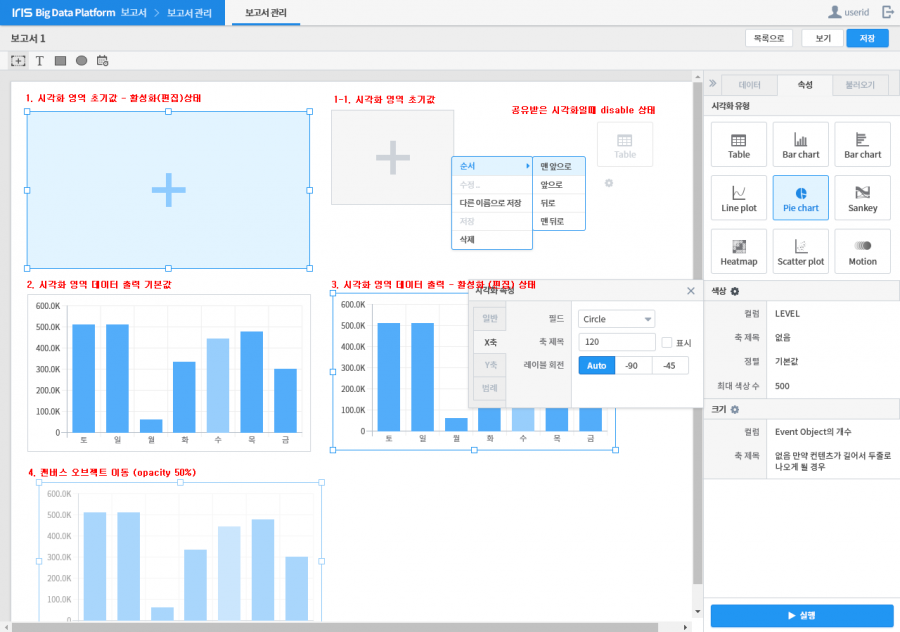 IRIS Big Data Platform 보고서 > 보고서 관리
보고서 관리
userid
보고서 1
목록으로
보기
저장
T
1. 시각화 영역 초기값 - 활성화(편집)상태
1-1. 시각화 영역 초기값
공유받은 시각화일때 disable 상태
Table
순서
수정..
다른 이름으로 저장
저장
삭제
맨 앞으로
앞으로
뒤로
맨 뒤로
2. 시각화 영역 데이터 출력 기본값
600.0K
500.0K
400.0K
300.0K
200.0K
100.0K
0
토 일 월 화 수 목 금
3. 시각화 영역 데이터 출력 - 활성화 (편집) 상태
600.0K
500.0K
400.0K
300.0K
200.0K
100.0K
0
토 일 월 화 수 목 금
시각화 속성
일반
X축
Y축
범례
필드
Circle
축 제목
120
표시
레이블 회전
Auto
-90
-45
4. 캔버스 오브젝트 이동 (opacity 50%)
600.0K
500.0K
400.0K
300.0K
200.0K
100.0K
0
데이터
속성
불러오기
시각화 유형
Table
Bar chart
Bar chart
Line plot
Pie chart
Sankey
Heatmap
Scatter plot
Motion
색상
컬럼 LEVEL
축 제목 없음
정렬 기본값
최대 색상 수 500
크기
컬럼 Event Object의 개수
축 제목 없음 만약 컨텐츠가 길어서 두줄로
나오게 될 경우
실행